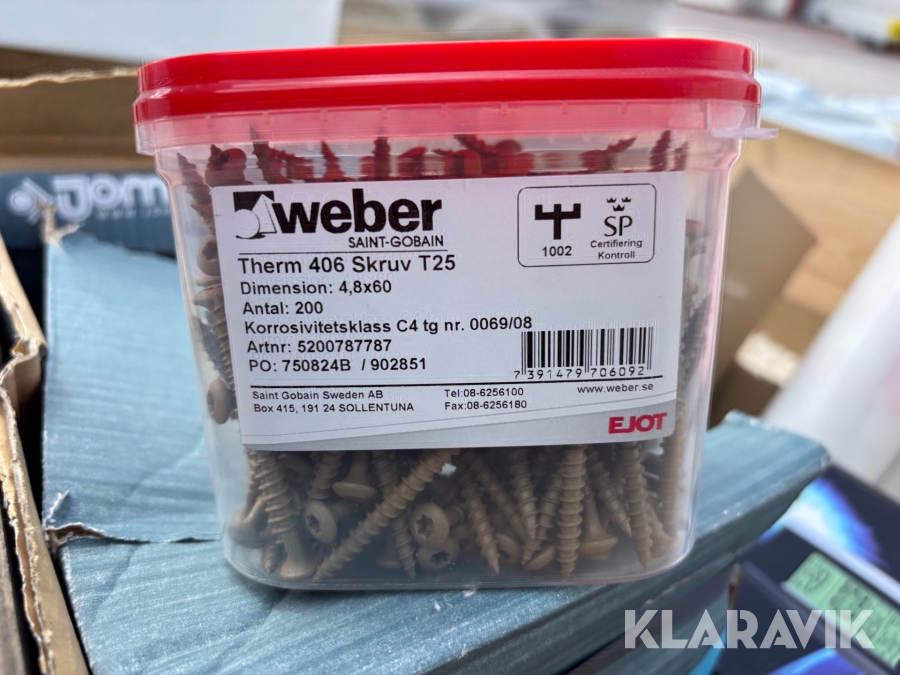 weber
SAINT-GOBAIN
Therm 406 Skruv T25
Dimension: 4,8x60
Antal: 200
Korrosivitetsklass C4 tg nr. 0069/08
Artnr: 5200787787
PO: 750824B / 902851
1002
SP
Certifiering
Kontroll
7 391479 706092
Saint Gobain Sweden AB
Box 415, 191 24 SOLLENTUNA
Tel:08-6256100
Fax:08-6256180
www.weber.se
EJOT
KLARAVIK